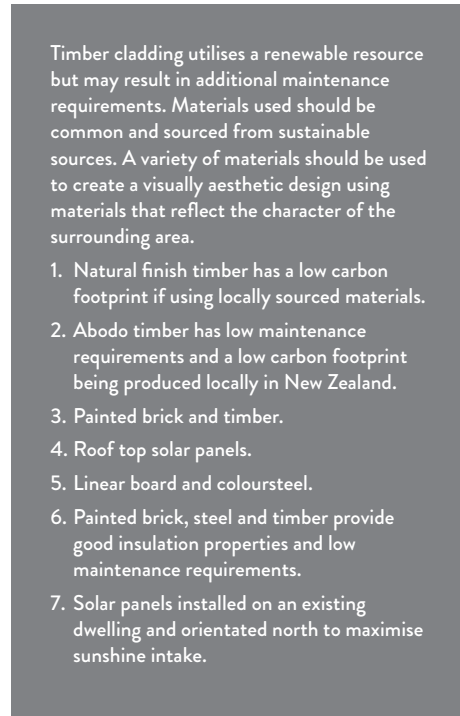 Timber cladding utilises a renewable resource
but may result in additional maintenance
requirements. Materials used should be
common and sourced from sustainable
sources. A variety of materials should be used
to create a visually aesthetic design using
materials that reflect the character of the
surrounding area.
1. Natural finish timber has a low carbon
footprint if using locally sourced materials.
2. Abodo timber has low maintenance
requirements and a low carbon footprint
being produced locally in New Zealand.
3. Painted brick and timber.
4. Roof top solar panels.
5. Linear board and coloursteel.
6. Painted brick, steel and timber provide
good insulation properties and low
maintenance requirements.
7. Solar panels installed on an existing
dwelling and orientated north to maximise
sunshine intake.